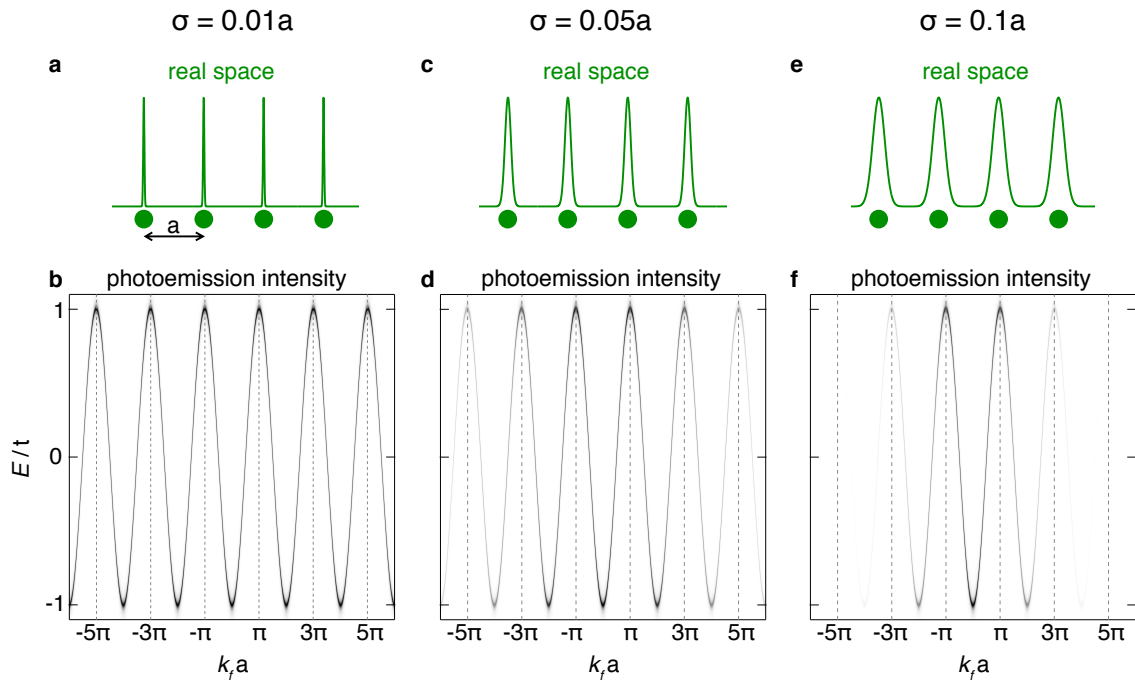 σ = 0.01a
σ = 0.05a
σ = 0.1a
a
real space
c
real space
e
real space
a
b
photoemission intensity
d
photoemission intensity
f
photoemission intensity
E / t
1
0
-1
-5π -3π -π π 3π 5π
-5π -3π -π π 3π 5π
-5π -3π -π π 3π 5π
k_f a
k_f a
k_f a